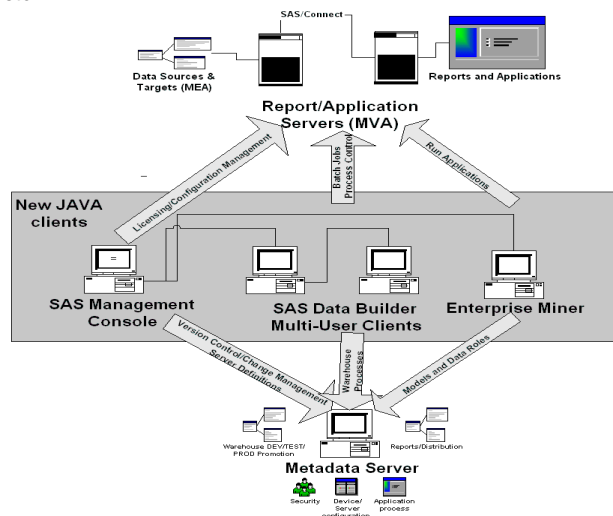 SAS/Connect
Data Sources &
Targets (MEA)
Reports and Applications
Report/Application
Servers (MVA)
Licensing/Configuration Management
Batch Jobs
Process Control
Run Applications
New JAVA
clients
SAS Management
Console
SAS Data Builder
Multi-User Clients
Enterprise Miner
Version Control/Change Management
Server Definitions
Warehouse
Processes
Models and Data Roles
Warehouse DEV/TEST/
PROD Promotion
Reports/Distribution
Metadata Server
Security
Device/
Server
configuration
Application
process